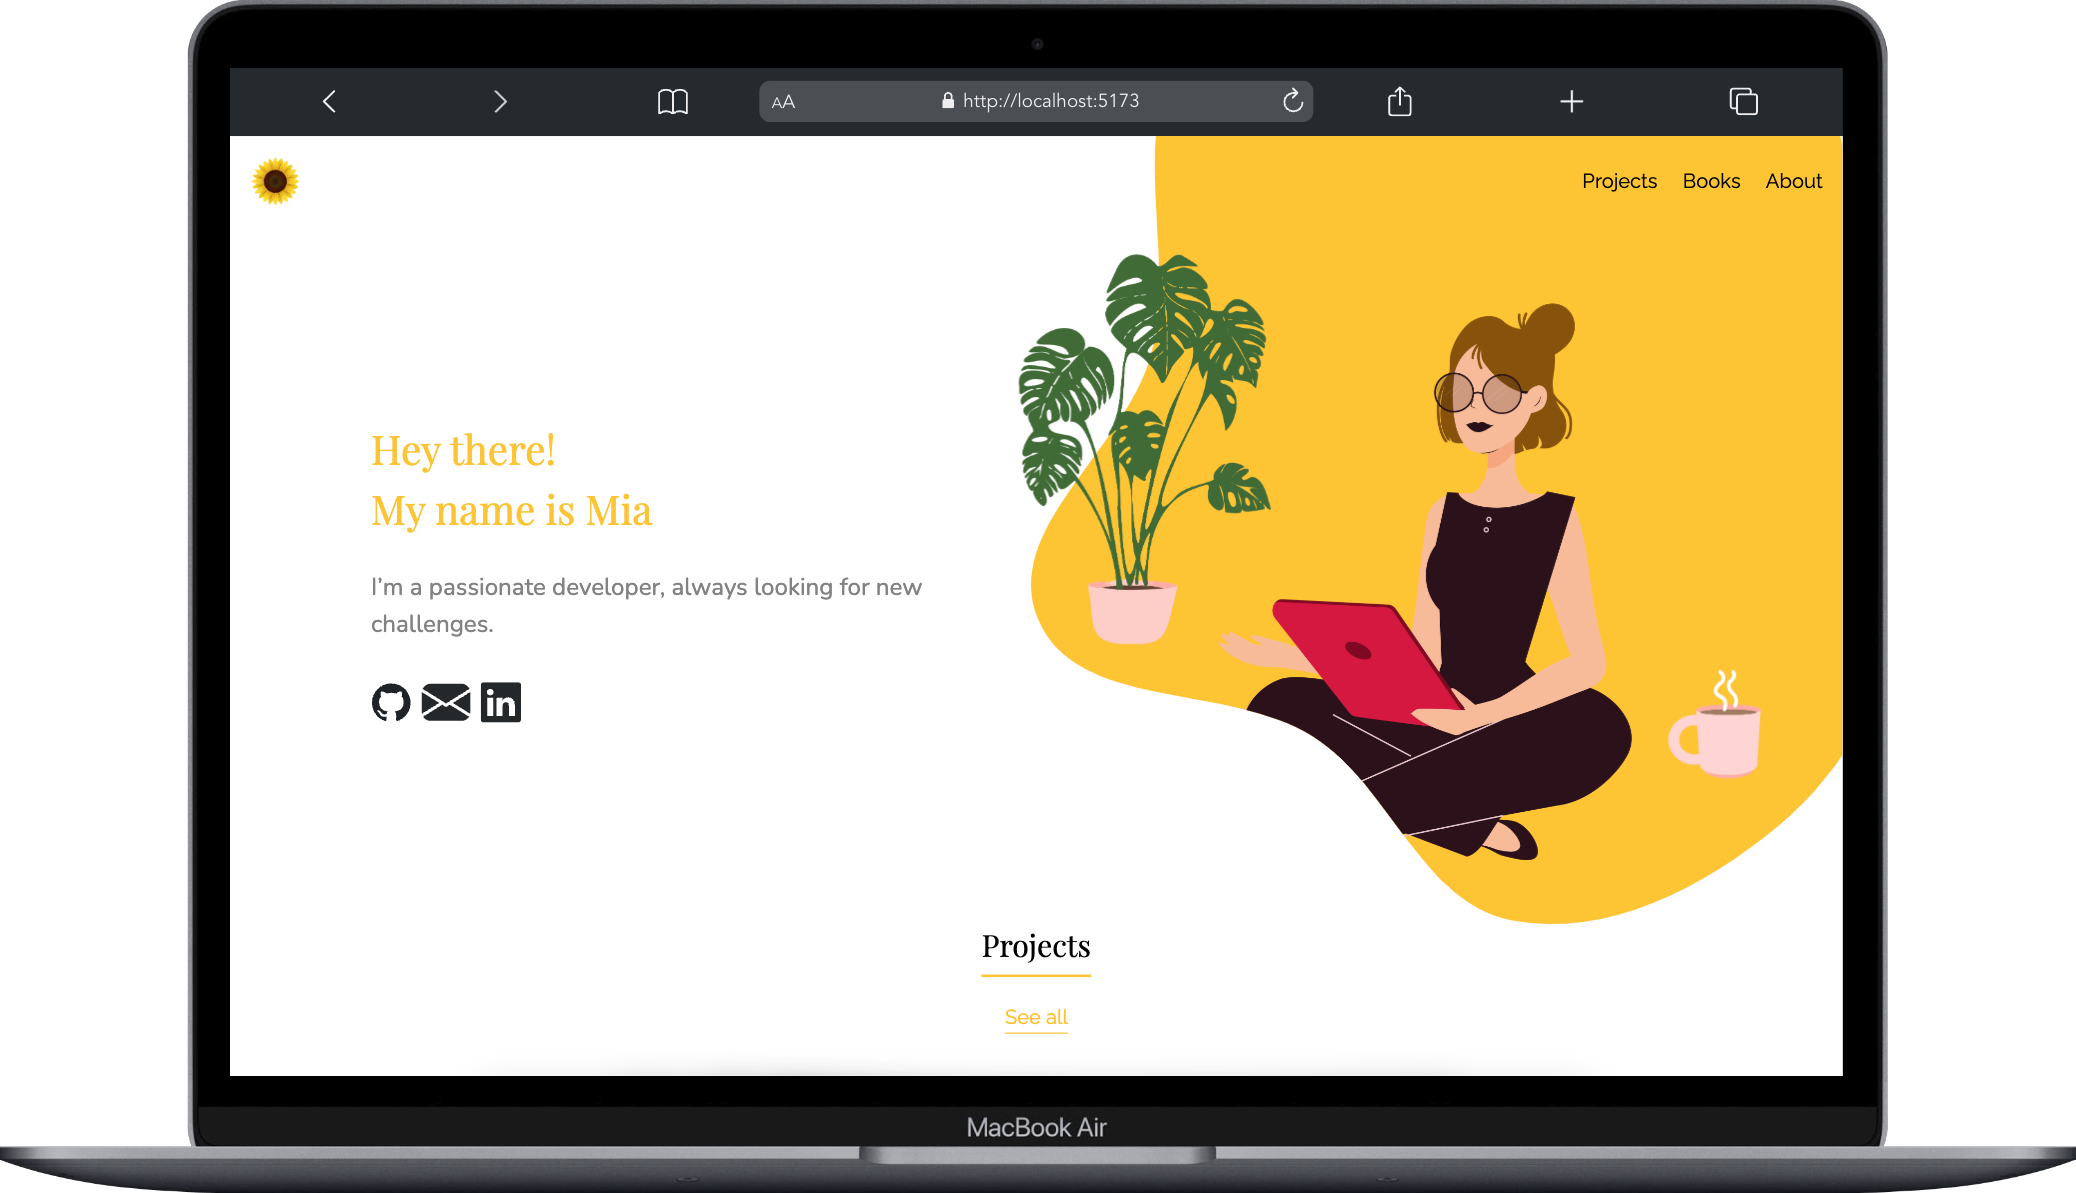 AA
http://localhost:5173
Projects Books About
Hey there!
My name is Mia
I’m a passionate developer, always looking for new
challenges.
in
Projects
See all
MacBook Air